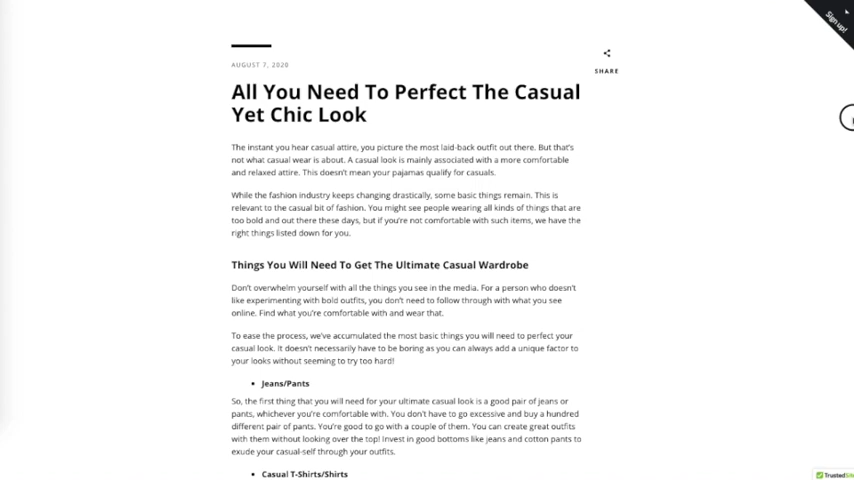 Sign up!
AUGUST 7, 2020
SHARE
All You Need To Perfect The Casual
Yet Chic Look
The instant you hear casual attire, you picture the most laid-back outfit out there. But that's
not what casual wear is about. A casual look is mainly associated with a more comfortable
and relaxed attire. This doesn't mean your pajamas qualify for casuals.
While the fashion industry keeps changing drastically, some basic things remain. This is
relevant to the casual bit of fashion. You might see people wearing all kinds of things that are
too bold and out there these days, but if you're not comfortable with such items, we have the
right things listed down for you.
Things You Will Need To Get The Ultimate Casual Wardrobe
Don't overwhelm yourself with all the things you see in the media. For a person who doesn't
like experimenting with bold outfits, you don't need to follow through with what you see
online. Find what you're comfortable with and wear that.
To ease the process, we've accumulated the most basic things you will need to perfect your
casual look. It doesn't necessarily have to be boring as you can always add a unique factor to
your looks without seeming to try too hard!
• Jeans/Pants
So, the first thing that you will need for your ultimate casual look is a good pair of jeans or
pants, whichever you're comfortable with. You don't have to go excessive and buy a hundred
different pair of pants. You're good to go with a couple of them. You can create great outfits
with them without looking over the top! Invest in good bottoms like jeans and cotton pants to
exude your casual-self through your outfits.
• Casual T-Shirts/Shirts
TrustedSite